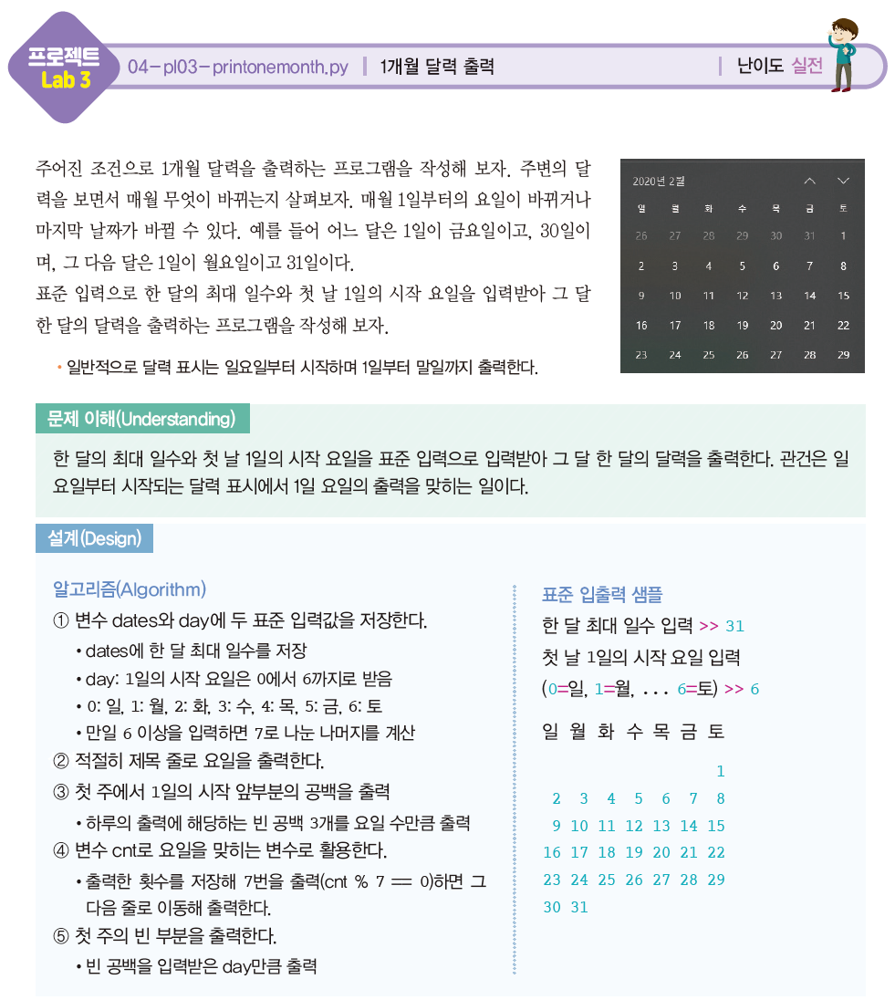 프로젝트
Lab 3
04-pl03-printonemonth.py | 1개월 달력 출력 | 난이도 실전
주어진 조건으로 1개월 달력을 출력하는 프로그램을 작성해 보자. 주변의 달
력을 보면서 매월 무엇이 바뀌는지 살펴보자. 매월 1일부터의 요일이 바뀌거나
마지막 날짜가 바뀔 수 있다. 예를 들어 어느 달은 1일이 금요일이고, 30일이
며, 그 다음 달은 1일이 월요일이고 31일이다.
표준 입력으로 한 달의 최대 일수와 첫 날 1일의 시작 요일을 입력받아 그 달
한 달의 달력을 출력하는 프로그램을 작성해 보자.
• 일반적으로 달력 표시는 일요일부터 시작하며 1일부터 말일까지 출력한다.
2020년 2월
일 월 화 수 목 금 토
26 27 28 29 30 31 1
2 3 4 5 6 7 8
9 10 11 12 13 14 15
16 17 18 19 20 21 22
23 24 25 26 27 28 29
문제 이해(Understanding)
한 달의 최대 일수와 첫 날 1일의 시작 요일을 표준 입력으로 입력받아 그 달 한 달의 달력을 출력한다. 관건은 일
요일부터 시작되는 달력 표시에서 1일 요일의 출력을 맞히는 일이다.
설계(Design)
알고리즘(Algorithm)
① 변수 dates와 day에 두 표준 입력값을 저장한다.
• dates에 한 달 최대 일수를 저장
• day: 1일의 시작 요일은 0에서 6까지로 받음
• 0: 일, 1: 월, 2: 화, 3: 수, 4: 목, 5: 금, 6: 토
• 만일 6 이상을 입력하면 7로 나눈 나머지를 계산
② 적절히 제목 줄로 요일을 출력한다.
③ 첫 주에서 1일의 시작 앞부분의 공백을 출력
• 하루의 출력에 해당하는 빈 공백 3개를 요일 수만큼 출력
④ 변수 cnt로 요일을 맞히는 변수로 활용한다.
• 출력한 횟수를 저장해 7번을 출력(cnt % 7 == 0)하면 그
다음 줄로 이동해 출력한다.
⑤ 첫 주의 빈 부분을 출력한다.
• 빈 공백을 입력받은 day만큼 출력
표준 입출력 샘플
한 달 최대 일수 입력 >> 31
첫 날 1일의 시작 요일 입력
(0=일, 1=월, ... 6=토) >> 6
일 월 화 수 목 금 토
1
2 3 4 5 6 7 8
9 10 11 12 13 14 15
16 17 18 19 20 21 22
23 24 25 26 27 28 29
30 31